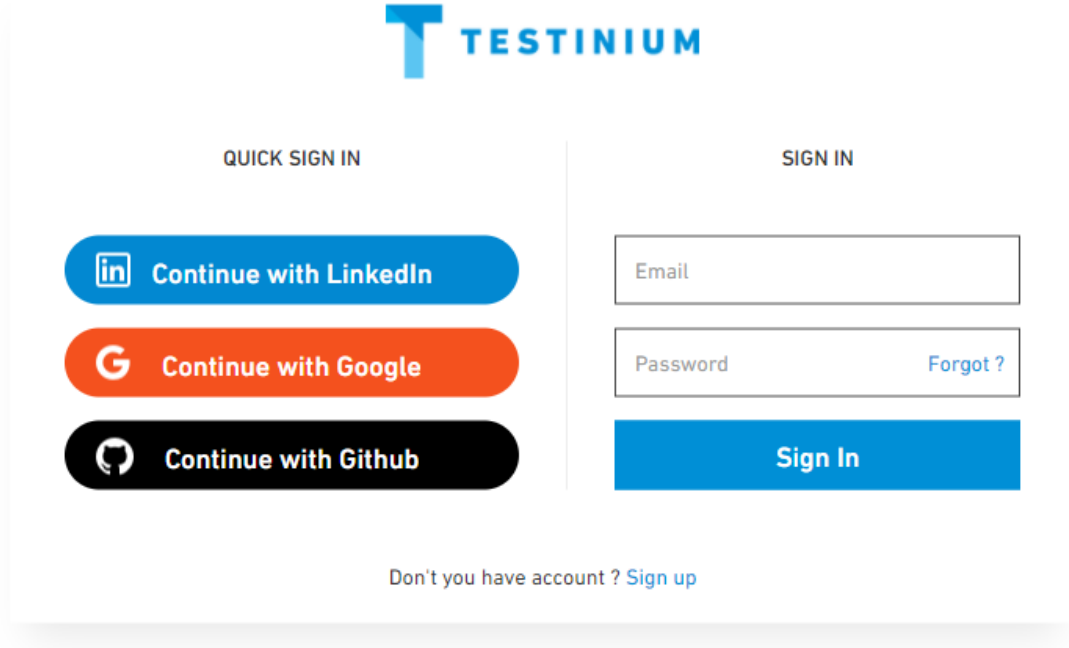 TESTINIUM
QUICK SIGN IN
Continue with LinkedIn
Continue with Google
Continue with Github
SIGN IN
Email
Password
Forgot ?
Sign In
Don't you have account ? Sign up